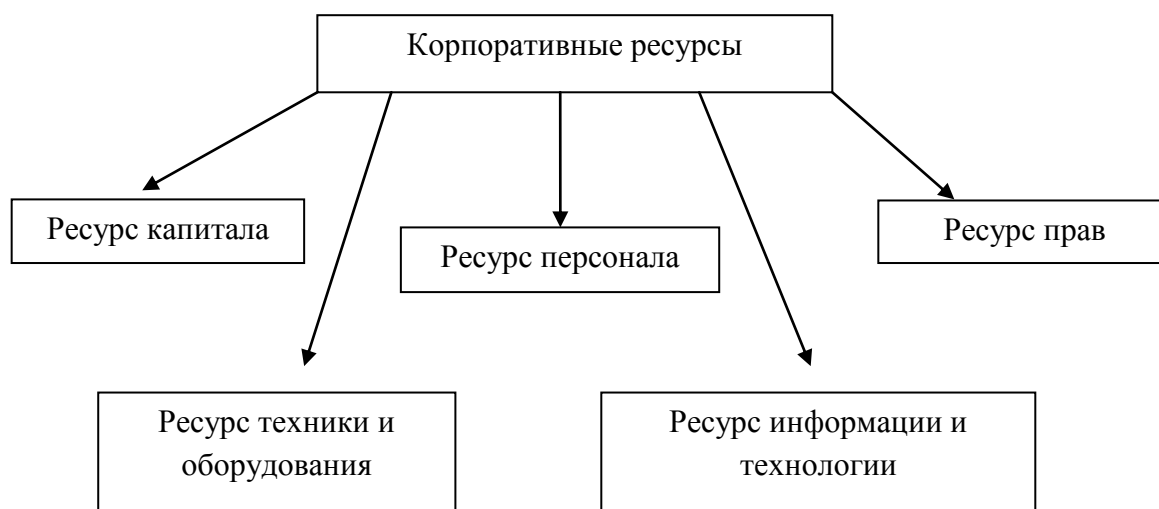 Корпоративные ресурсы
Ресурс капитала
Ресурс персонала
Ресурс прав
Ресурс техники и
оборудования
Ресурс информации и
технологии